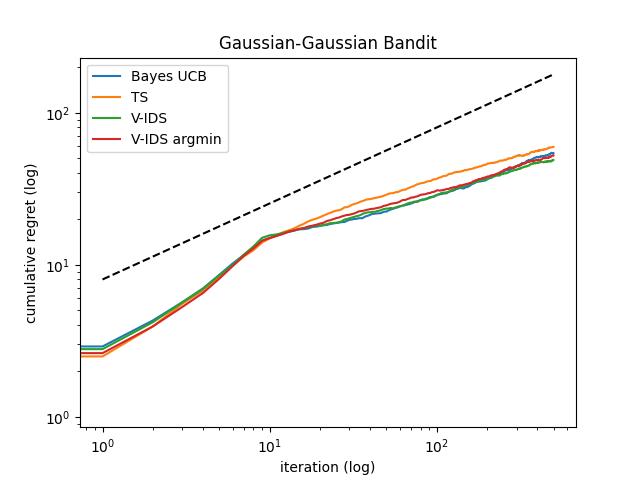 Gaussian-Gaussian Bandit
Bayes UCB
TS
V-IDS
V-IDS argmin
cumulative regret (log)
10²
10¹
10⁰
10⁰
10¹
10²
iteration (log)